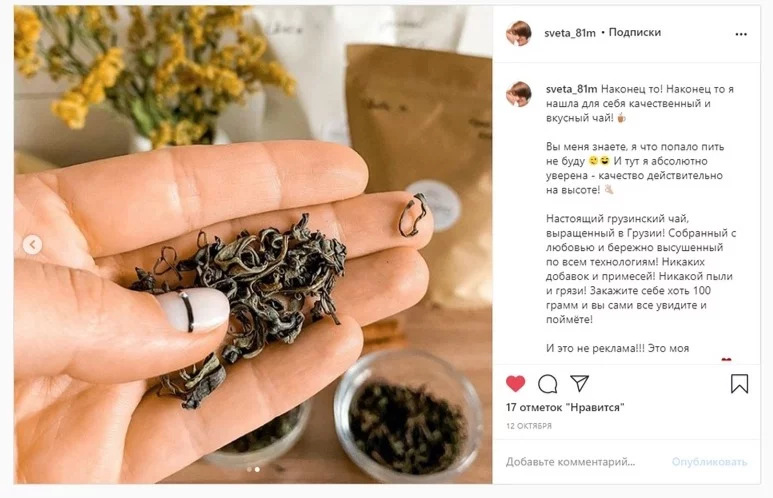 sveta_81m • Подписки
sveta_81m Наконец то! Наконец то я
нашла для себя качественный и
вкусный чай!
Вы меня знаете, я что попало пить
не буду И тут я абсолютно
уверена - качество действительно
на высоте!
Настоящий грузинский чай,
выращенный в Грузии! Собранный с
любовью и бережно высушенный
по всем технологиям! Никаких
добавок и примесей! Никакой пыли
и грязи! Закажите себе хоть 100
грамм и вы сами все увидите и
поймёте!
И это не реклама!!! Это моя
17 отметок "Нравится"
12 ОКТЯБРЯ
Добавьте комментарий...
Опубликовать